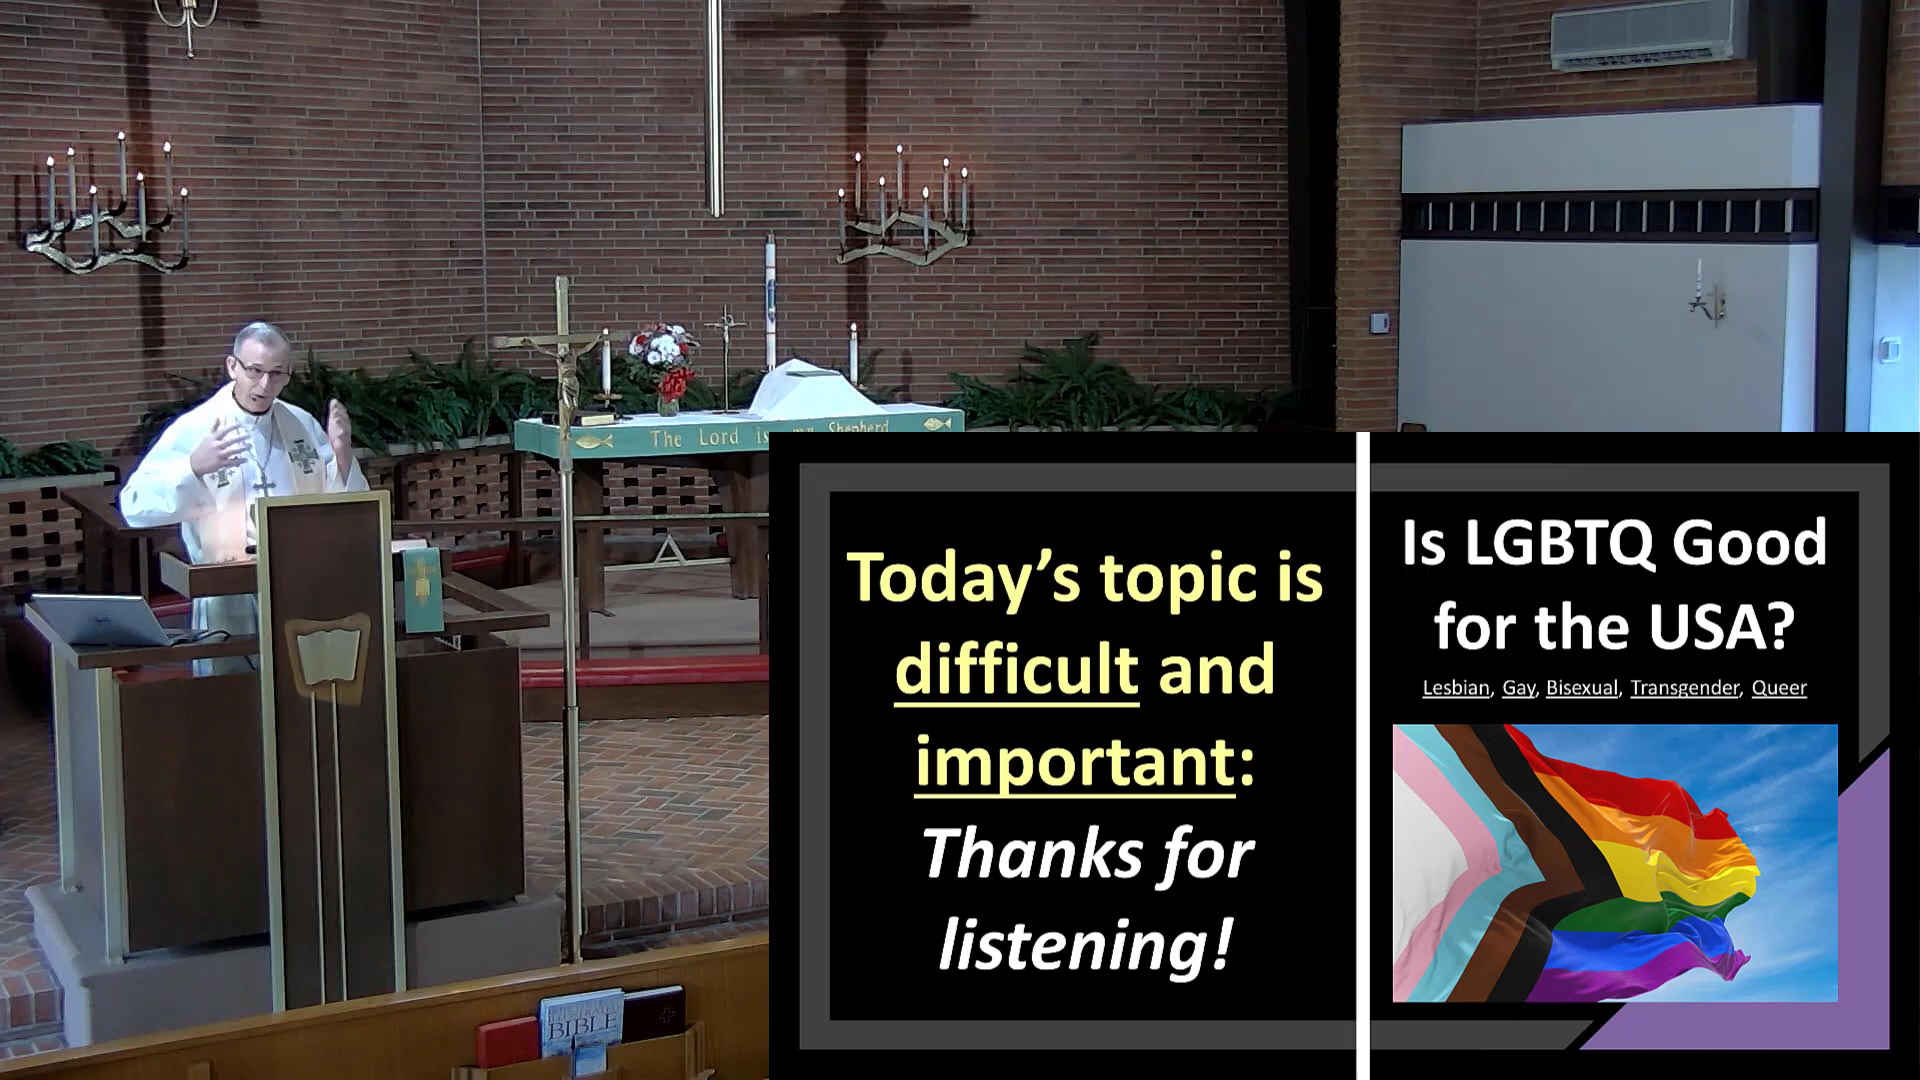 The Lord is my Shepherd
Today's topic is
difficult and
important:
Thanks for
listening!
Is LGBTQ Good
for the USA?
Lesbian, Gay, Bisexual, Transgender, Queer
BIBLE